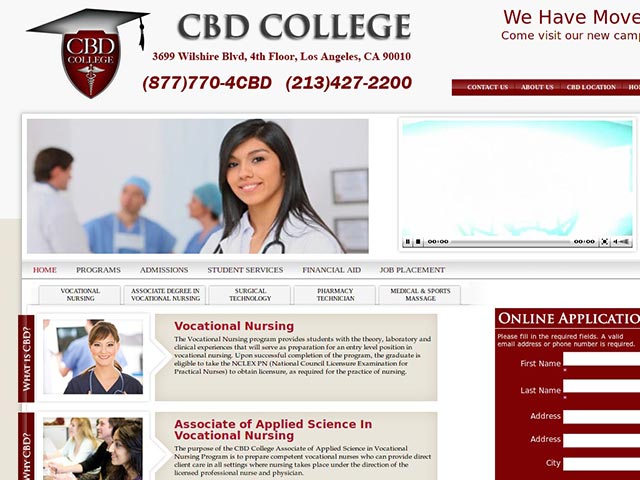 CBD
COLLEGE
CBD COLLEGE
3699 Wilshire Blvd, 4th Floor, Los Angeles, CA 90010
(877)770-4CBD (213)427-2200
We Have Move
Come visit our new camp
CONTACT US ABOUT US CBD LOCATION HO
00:00 00:00
HOME PROGRAMS ADMISSIONS STUDENT SERVICES FINANCIAL AID JOB PLACEMENT
VOCATIONAL
NURSING
ASSOCIATE DEGREE IN
VOCATIONAL NURSING
SURGICAL
TECHNOLOGY
PHARMACY
TECHNICIAN
MEDICAL & SPORTS
MASSAGE
WHAT IS CBD?
Vocational Nursing
The Vocational Nursing program provides students with the theory, laboratory and
clinical experiences that will serve as preparation for an entry level position in
vocational nursing. Upon successful completion of the program, the graduate is
eligible to take the NCLEX PN (National Council Licensure Examination for
Practical Nurses) to obtain licensure, as required for the practice of nursing.
WHY CBD?
Associate of Applied Science In
Vocational Nursing
The purpose of the CBD College Associate of Applied Science in Vocational
Nursing Program is to prepare competent vocational nurses who can provide direct
client care in all settings where nursing takes place under the direction of the
licensed professional nurse and physician.
ONLINE APPLICATIO
Please fill in the required fields. A valid
email address or phone number is required.
First Name
*
Last Name
*
Address
Address
City